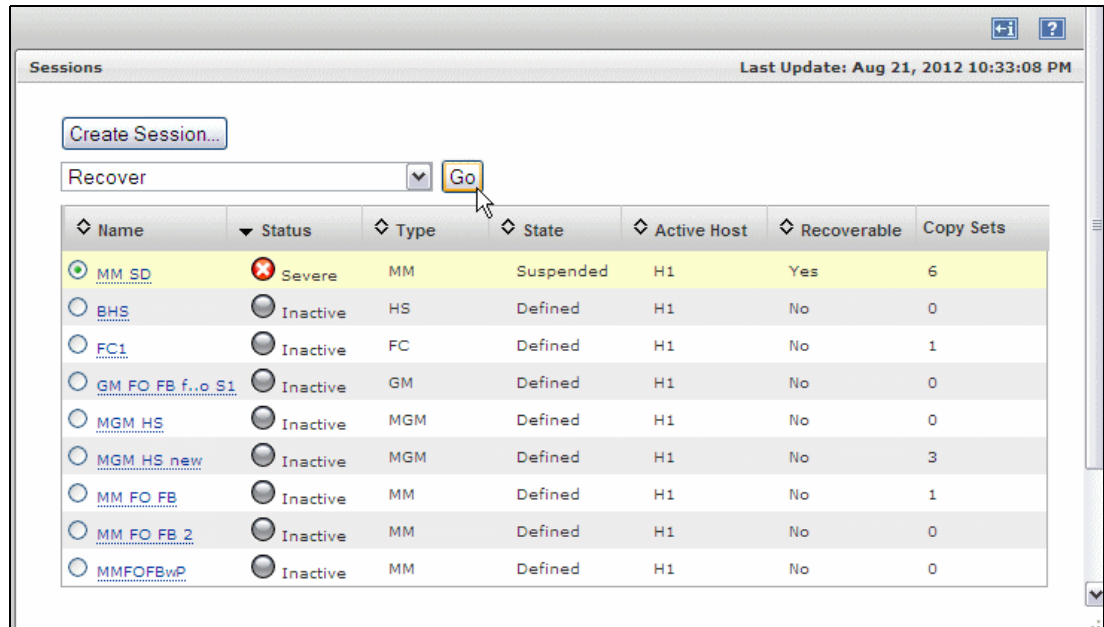 Sessions Last Update: Aug 21, 2012 10:33:08 PM
Create Session...
Recover Go
Name Status Type State Active Host Recoverable Copy Sets
MM SD Severe MM Suspended H1 Yes 6
BHS Inactive HS Defined H1 No 0
FC1 Inactive FC Defined H1 No 1
GM FO FB f..o S1 Inactive GM Defined H1 No 0
MGM HS Inactive MGM Defined H1 No 0
MGM HS new Inactive MGM Defined H1 No 3
MM FO FB Inactive MM Defined H1 No 1
MM FO FB 2 Inactive MM Defined H1 No 0
MMFOFBwP Inactive MM Defined H1 No 0